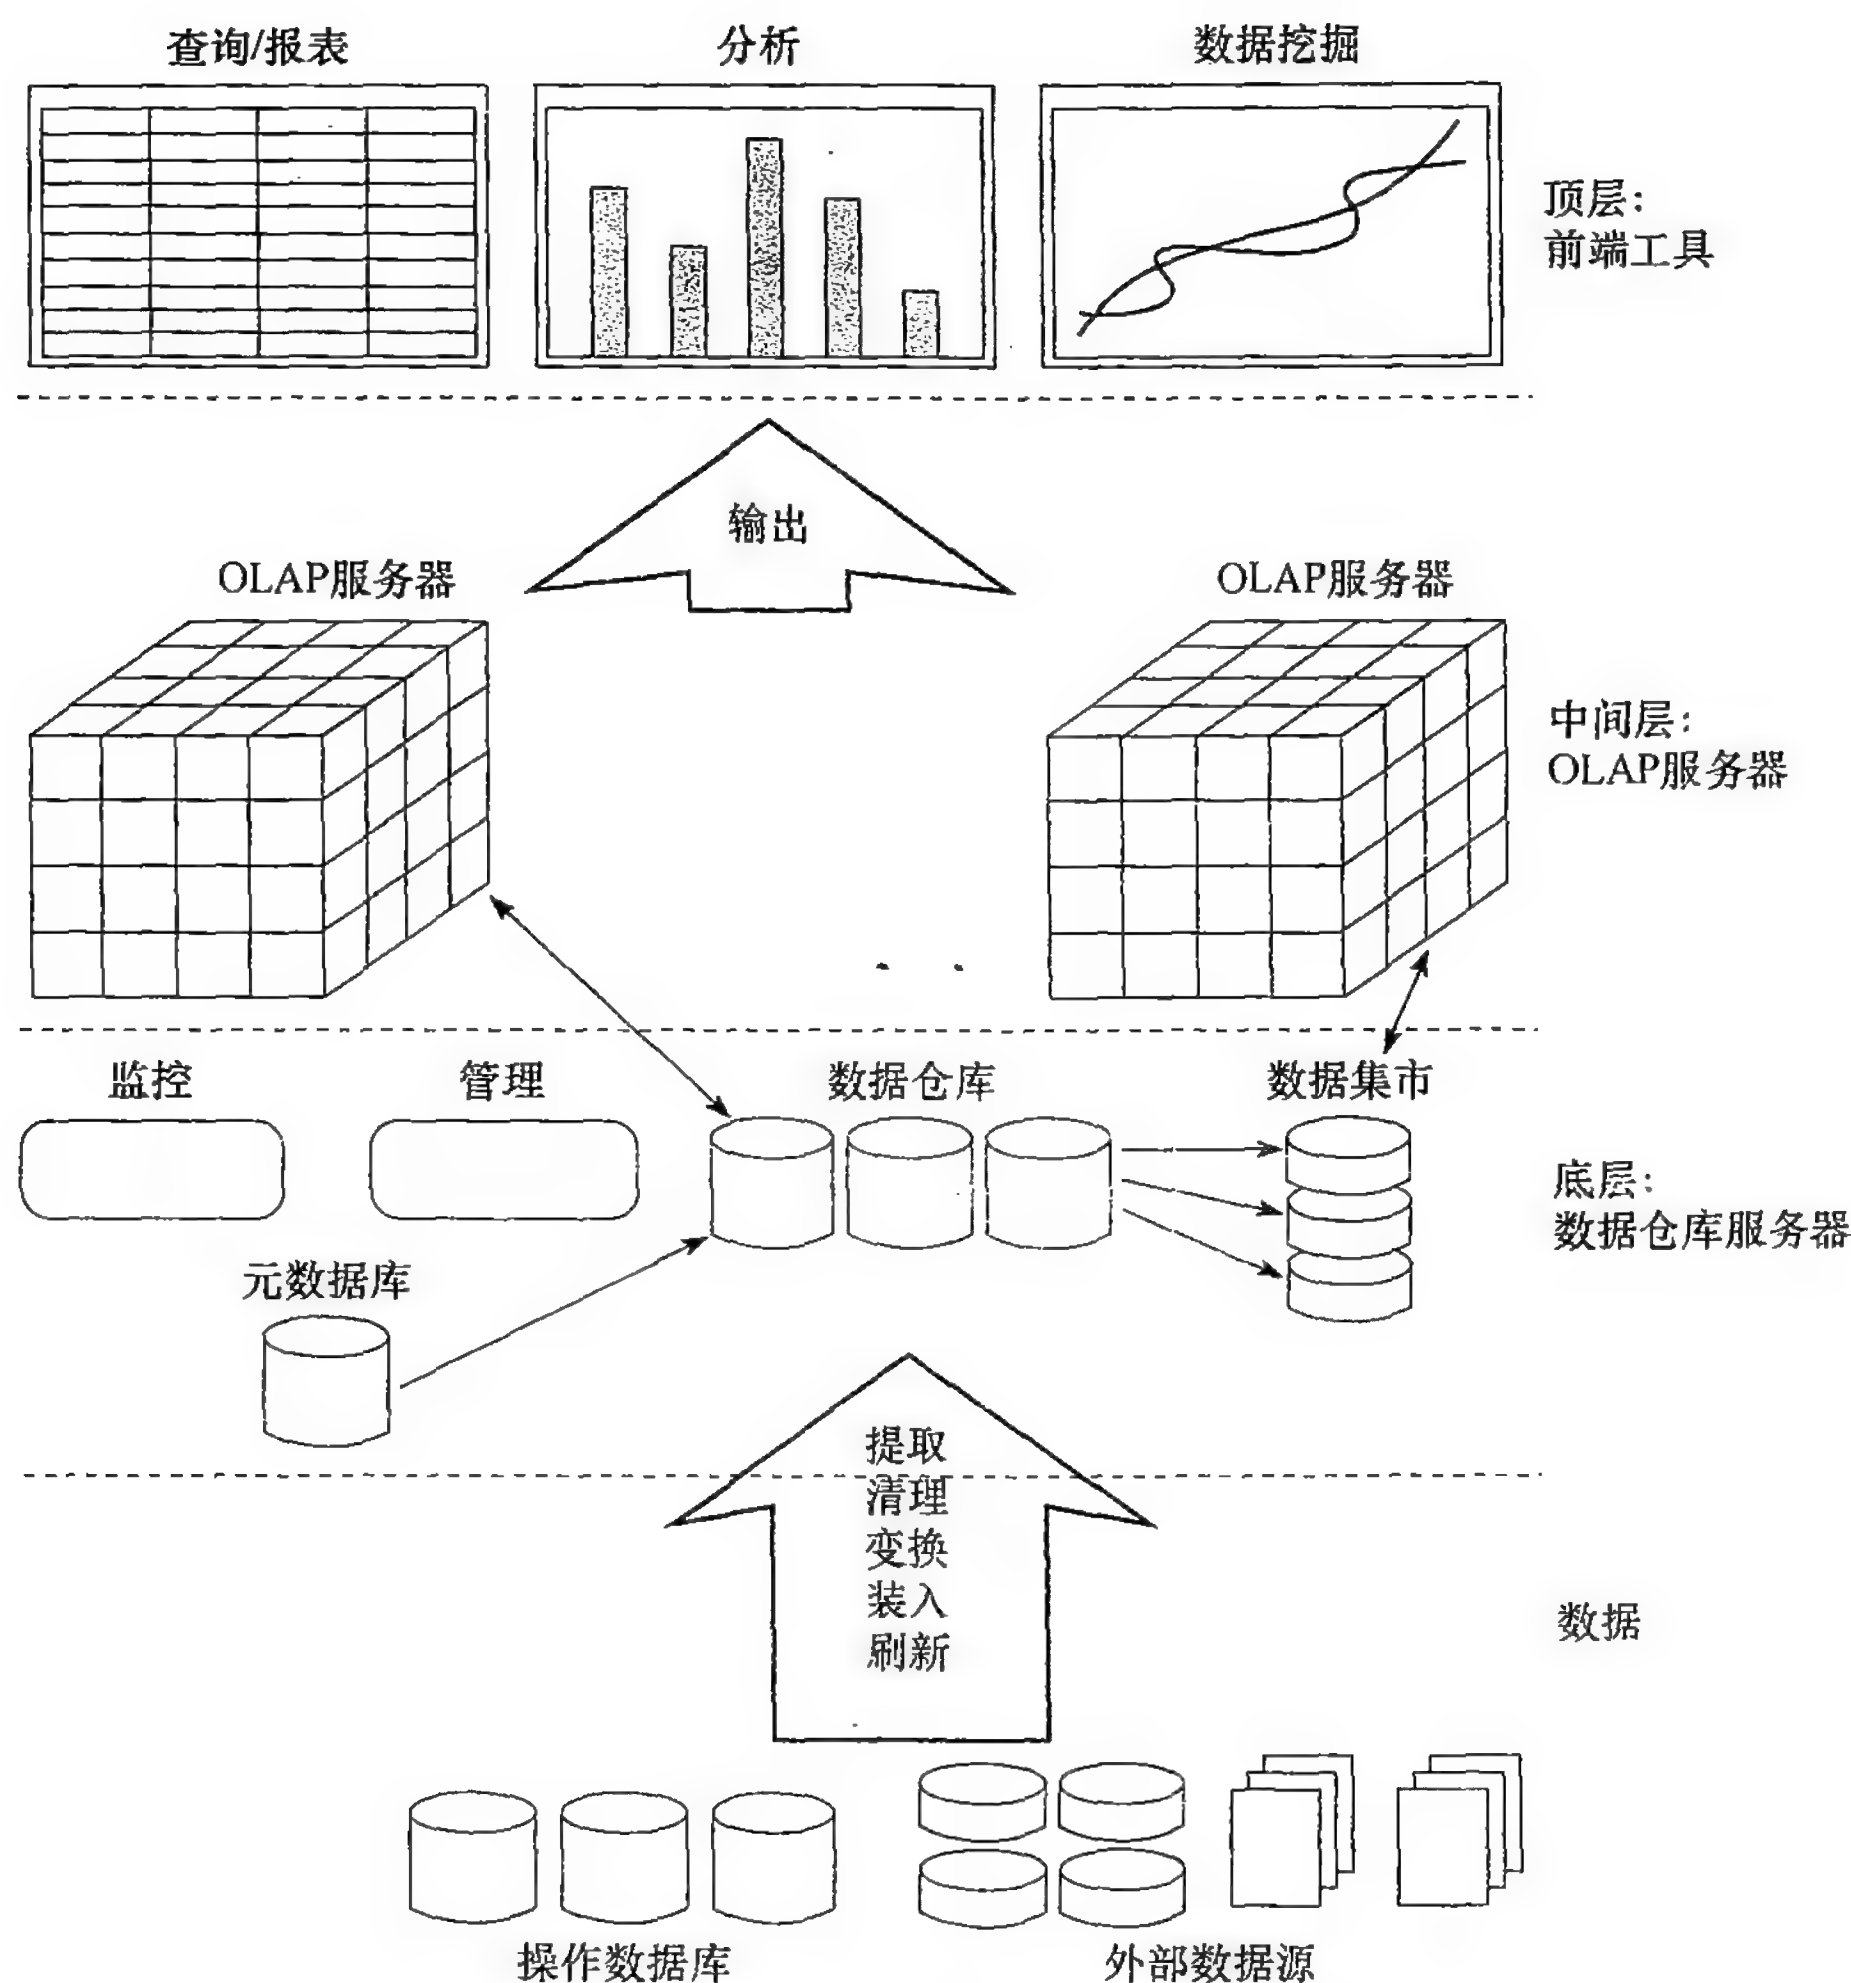 查询/报表
分析
数据挖掘
顶层:
前端工具
输出
OLAP服务器
OLAP服务器
中间层:
OLAP服务器
监控
管理
数据仓库
数据集市
底层:
数据仓库服务器
元数据库
提取
清理
变换
装入
刷新
数据
操作数据库
外部数据源